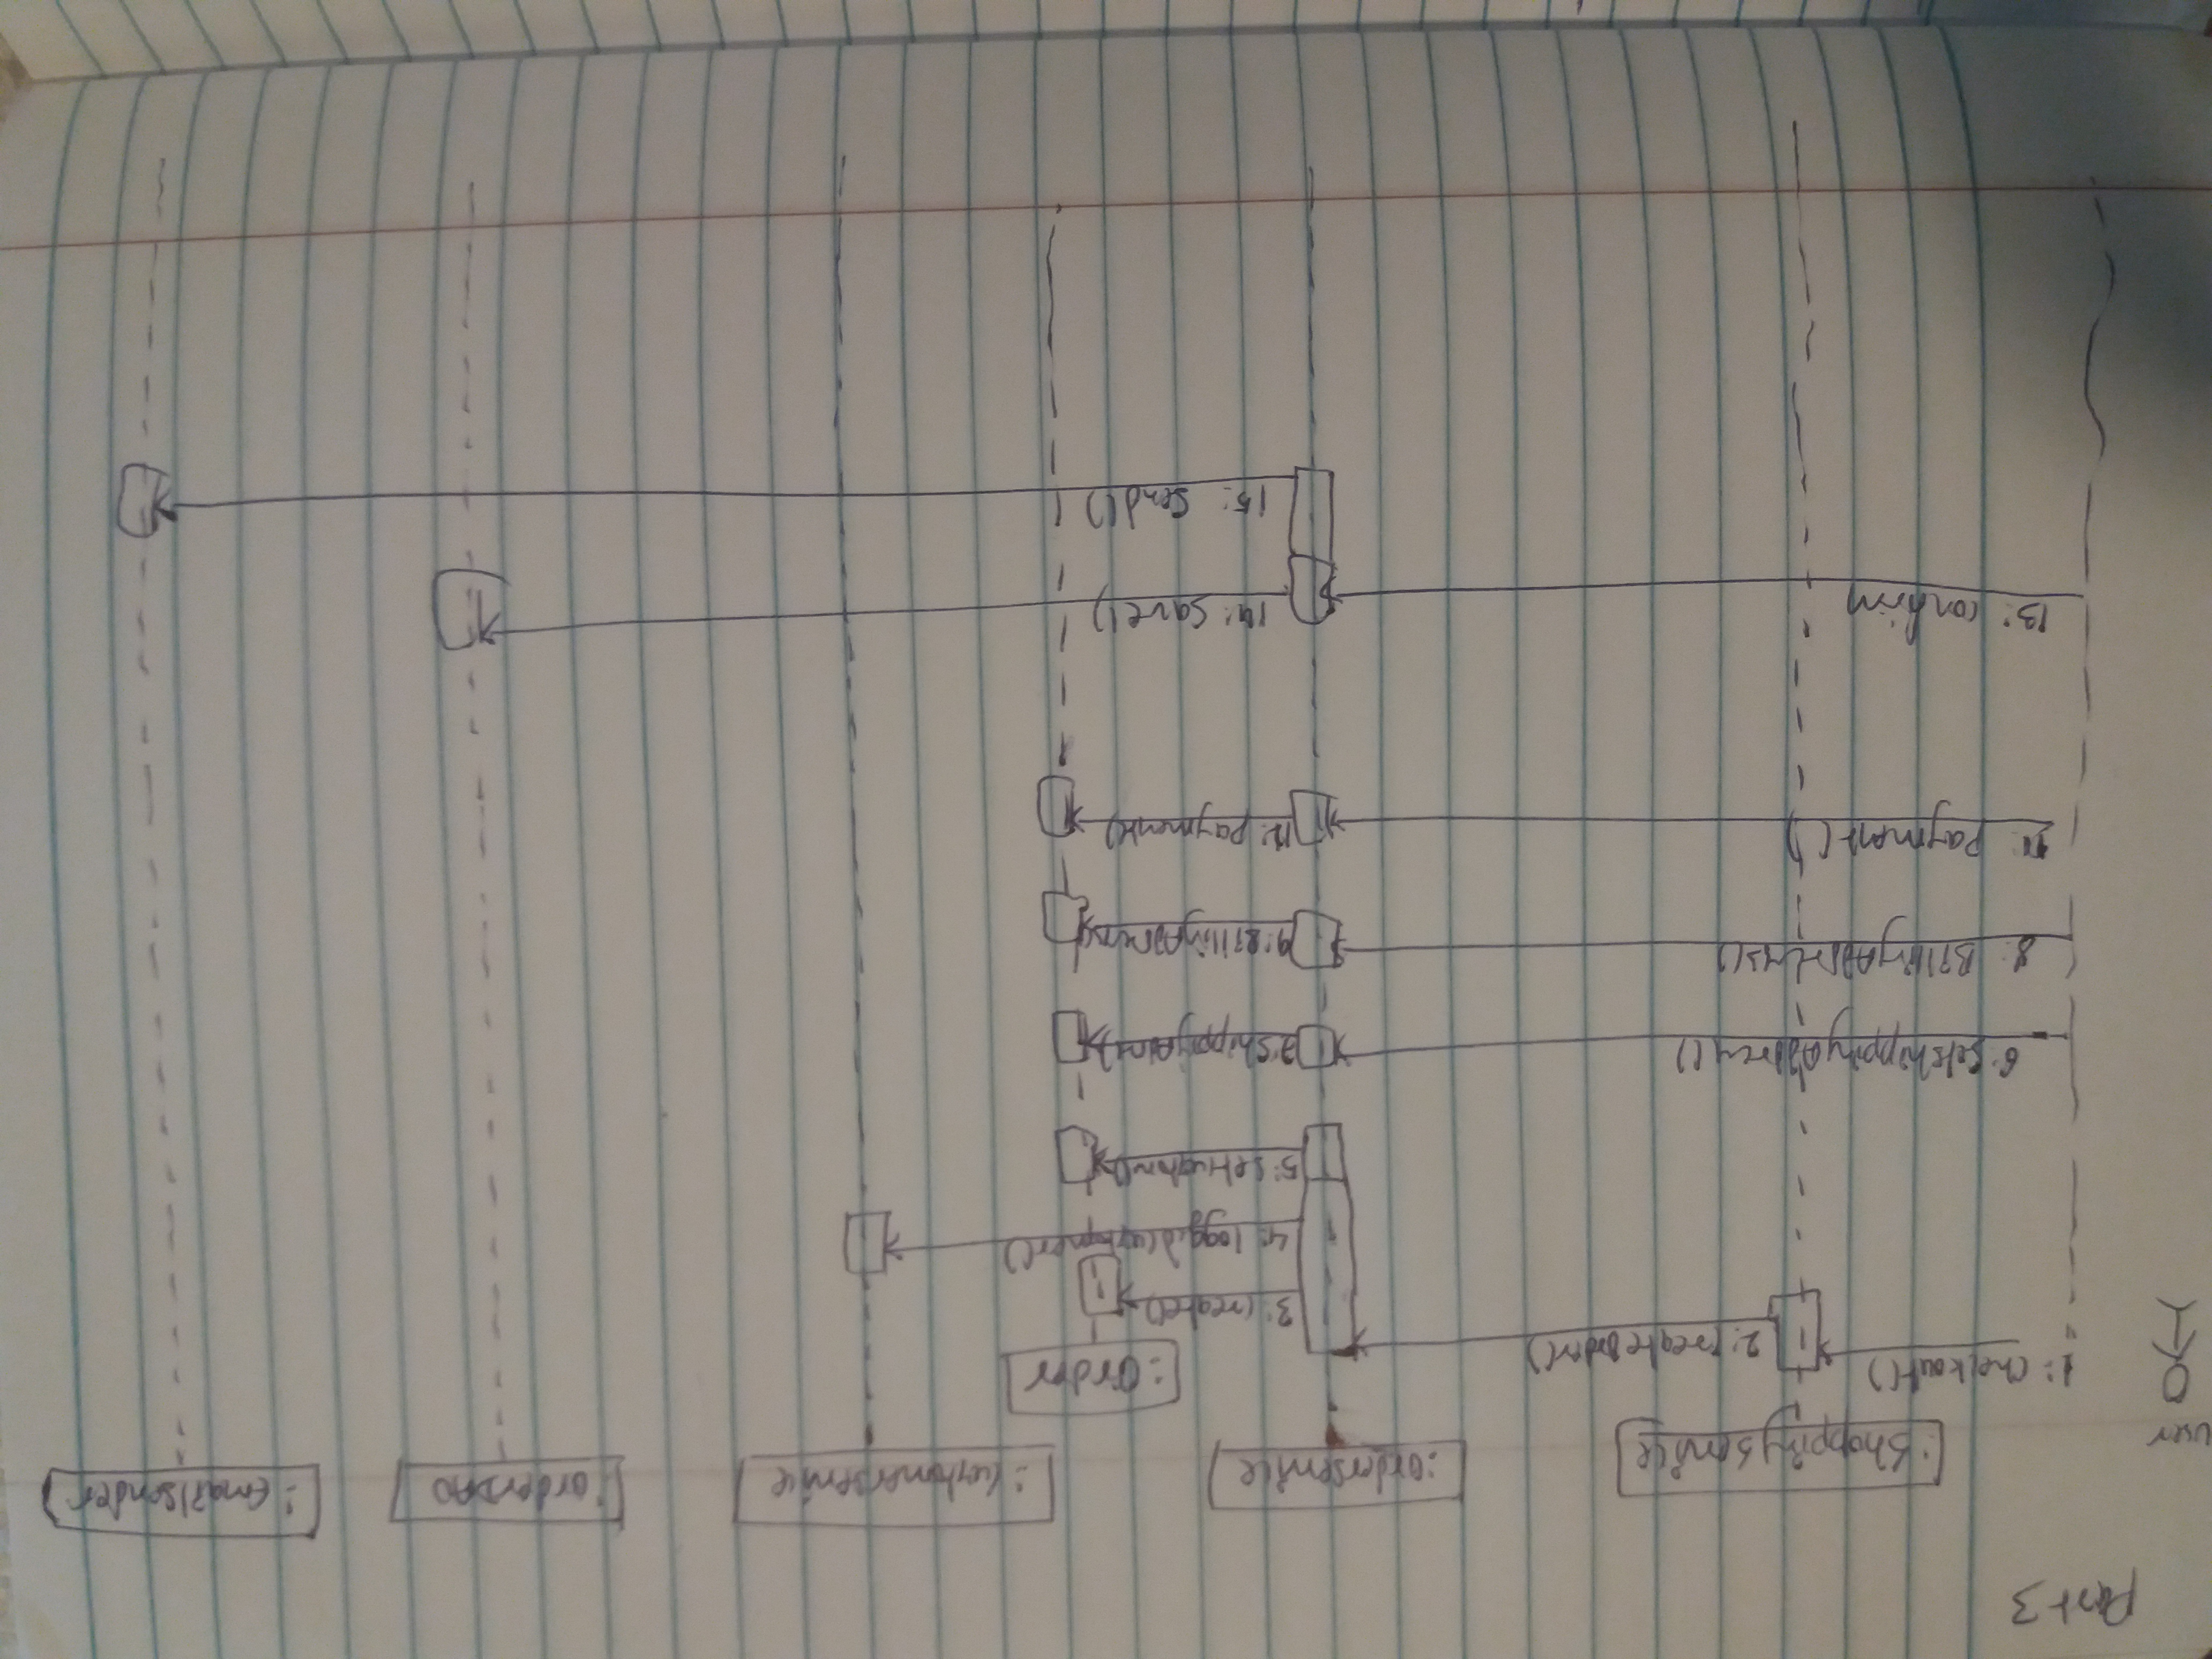 Part 3
user
:ShoppingService
:orderservice
:Order
:customerservice
:orderDAO
:EmailSender
1: Checkout()
2: createorder()
3: create()
4: loggedcustomer()
5: setcustomer()
6: SetshippingAddress()
7: ShippingAddr()
8: BillingAddress()
9: BillingAddress()
11: Payment()
12: Payment()
13: confirm
14: Save()
15: Send()